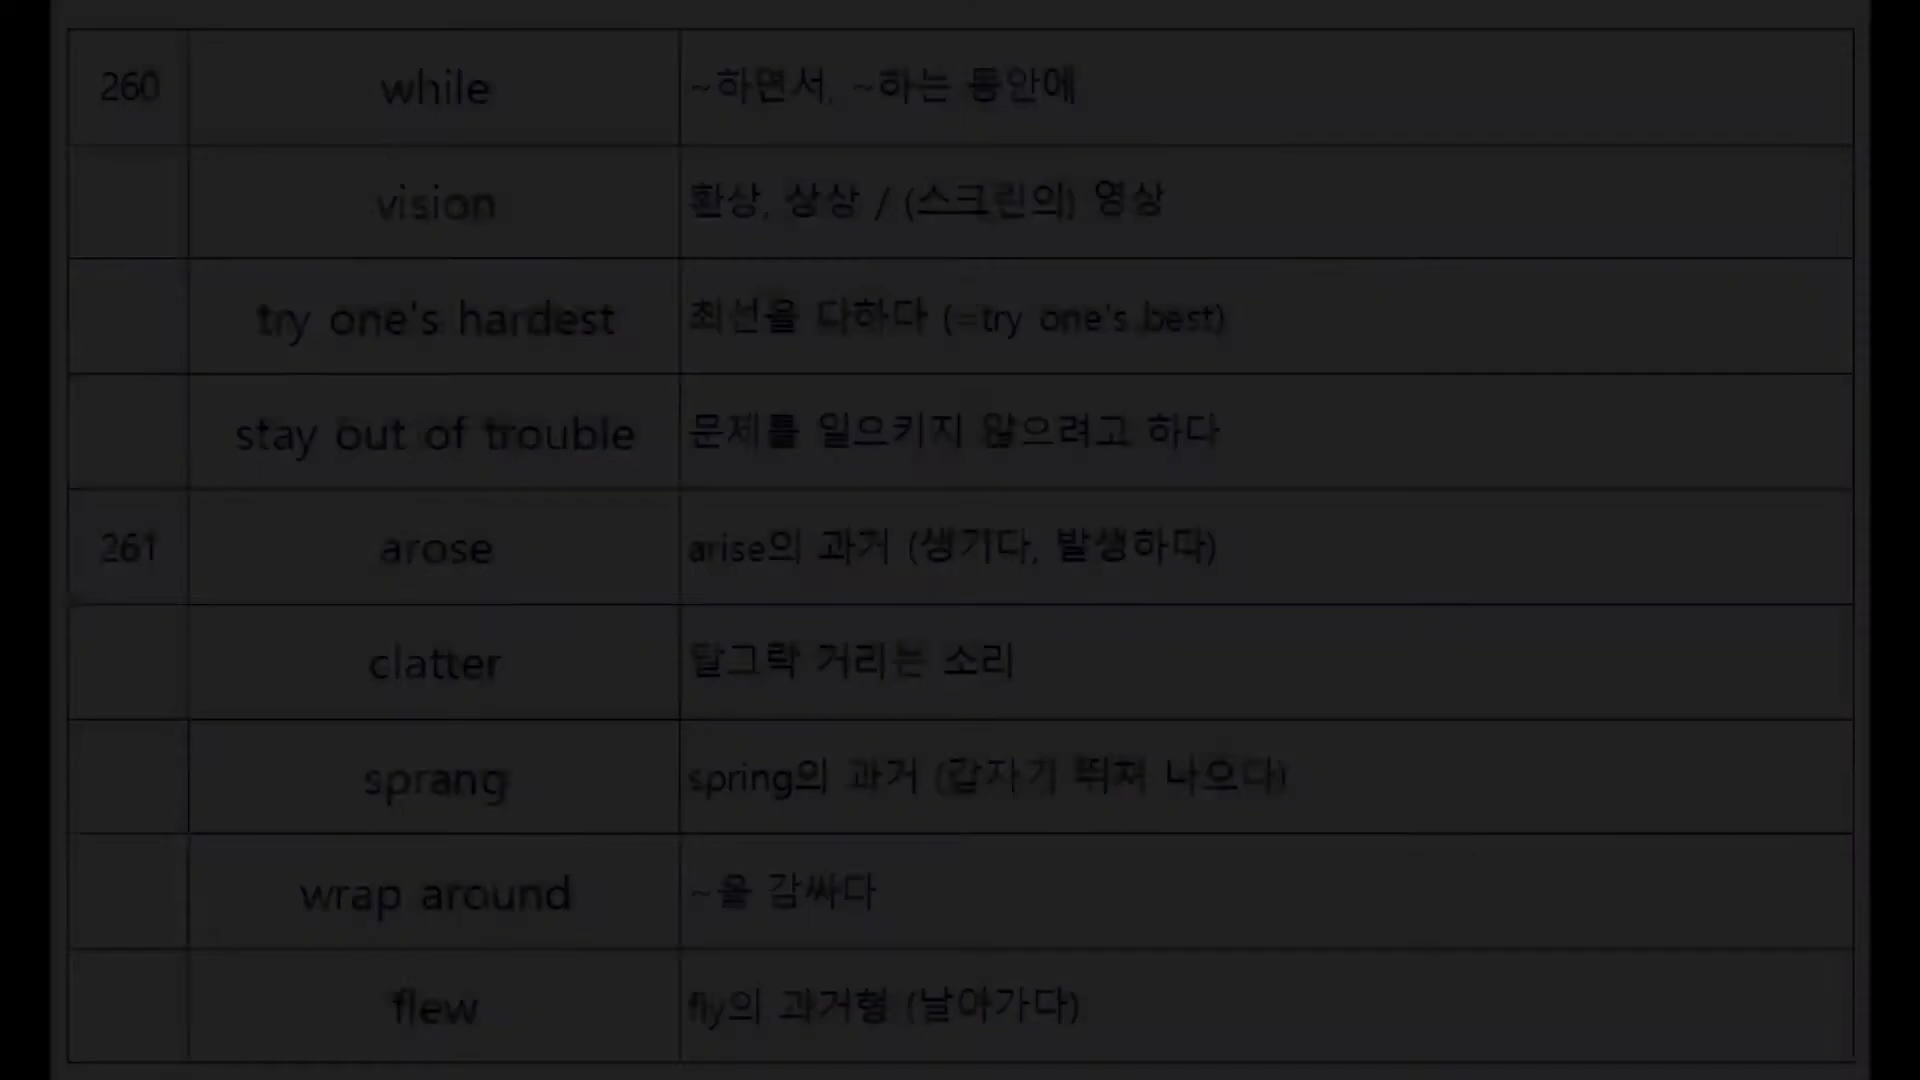 260 while ~하면서, ~하는 동안에
vision 환상, 상상 / (스크린의) 영상
try one's hardest 최선을 다하다 (=try one's best)
stay out of trouble 문제를 일으키지 않으려고 하다
261 arose arise의 과거 (생기다, 발생하다)
clatter 달그락 거리는 소리
sprang spring의 과거 (갑자기 뛰쳐 나오다)
wrap around ~을 감싸다
flew fly의 과거형 (날아가다)